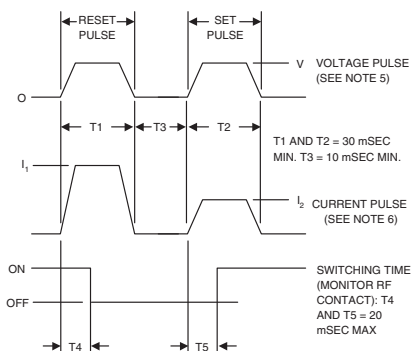 RESET
PULSE
SET
PULSE
V VOLTAGE PULSE
(SEE NOTE 5)
O
T1 T3 T2
T1 AND T2 = 30 mSEC
MIN. T3 = 10 mSEC MIN.
I1
I2 CURRENT PULSE
(SEE NOTE 6)
ON
OFF
SWITCHING TIME
(MONITOR RF
CONTACT): T4
AND T5 = 20
mSEC MAX
T4 T5